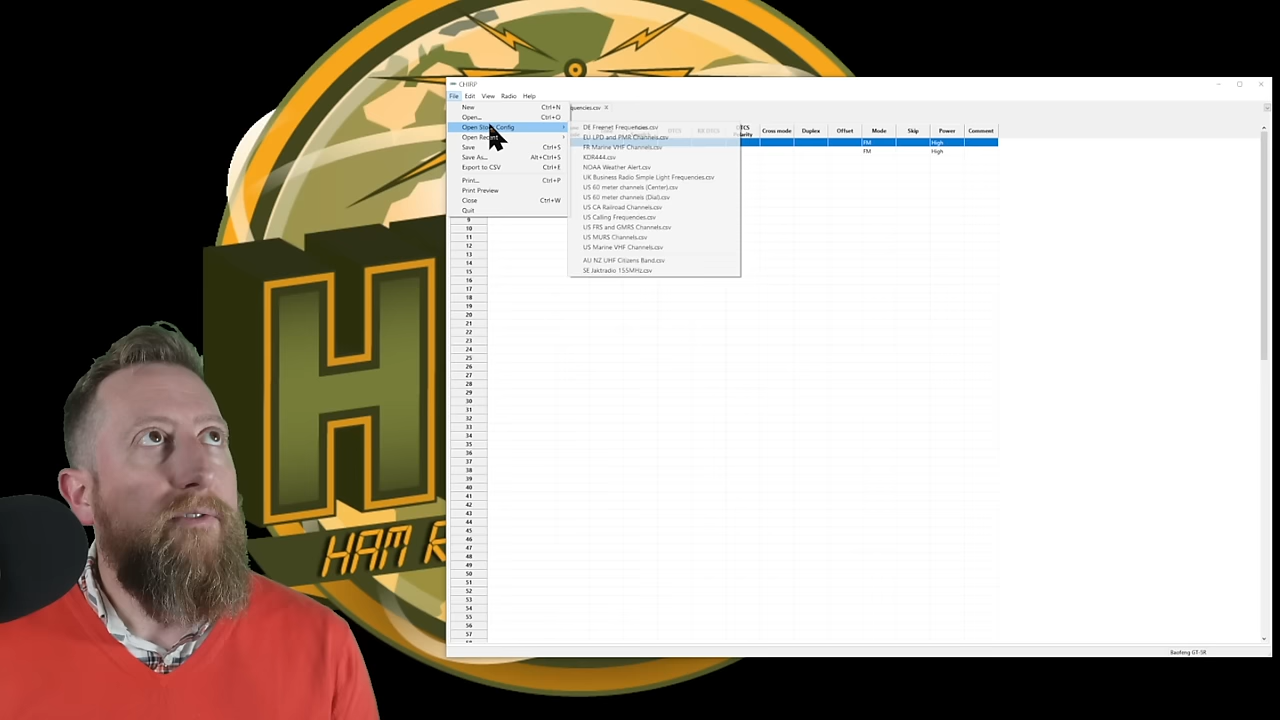 CHIRP
File Edit View Radio Help
New Ctrl+N
Open... Ctrl+O
Open Config
Open Recent
Save Ctrl+S
Save As... Alt+Ctrl+S
Export to CSV Ctrl+E
Print... Ctrl+P
Print Preview
Close Ctrl+W
Quit
quencies.csv
DE Freenet Frequencies.csv
EU LPD and PMR Channels.csv
FR Marine VHF Channels.csv
KDR444.csv
NOAA Weather Alert.csv
UK Business Radio Simple Light Frequencies.csv
US 60 meter channels (Center).csv
US 60 meter channels (Dial).csv
US CA Railroad Channels.csv
US Calling Frequencies.csv
US FRS and GMRS Channels.csv
US MURS Channels.csv
US Marine VHF Channels.csv
AU NZ UHF Citizens Band.csv
SE Jaktradio 155MHz.csv
DTCS RX DTCS DTCS Polarity Cross mode Duplex Offset Mode Skip Power Comment
FM High
FM High
9
10
11
12
13
14
15
16
17
18
19
20
21
22
23
24
25
26
27
28
29
30
31
32
33
34
35
36
37
38
39
40
41
42
43
44
45
46
47
48
49
50
51
52
53
54
55
56
57
Baofeng GT-5R
H
HAM R